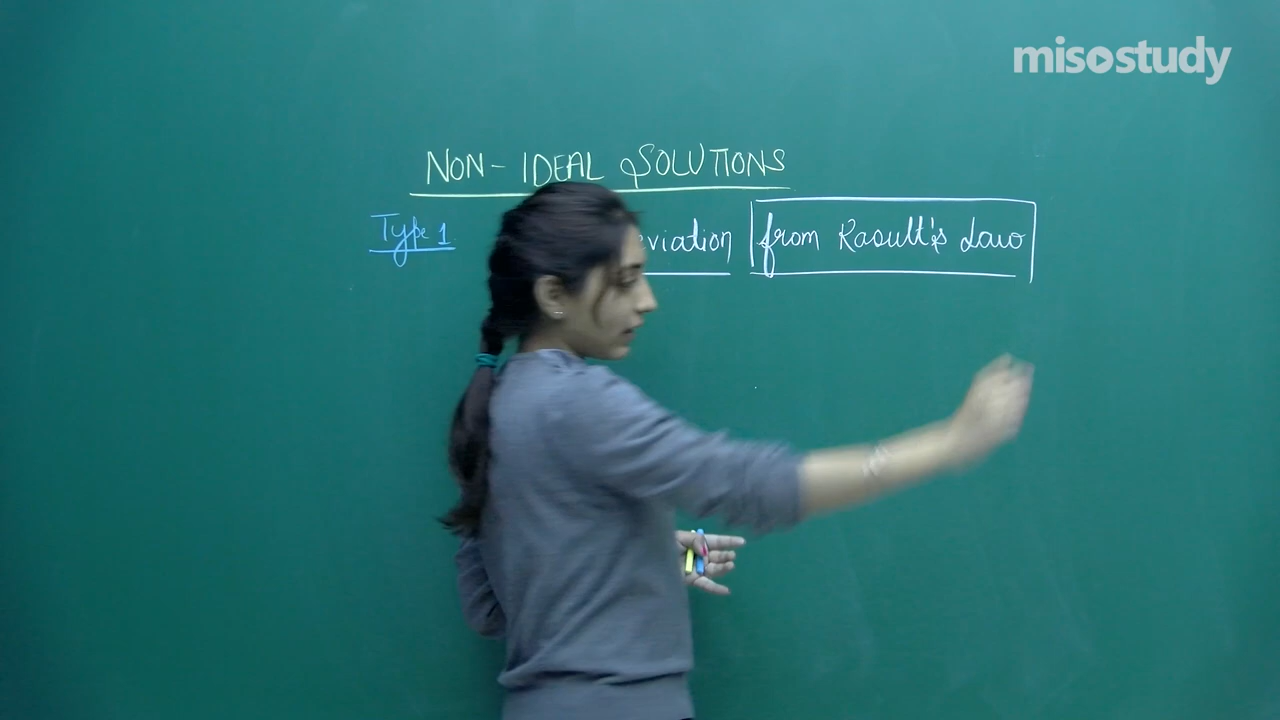 misostudy
NON-IDEAL SOLUTIONS
Type 1 eviation from Raoult's Law